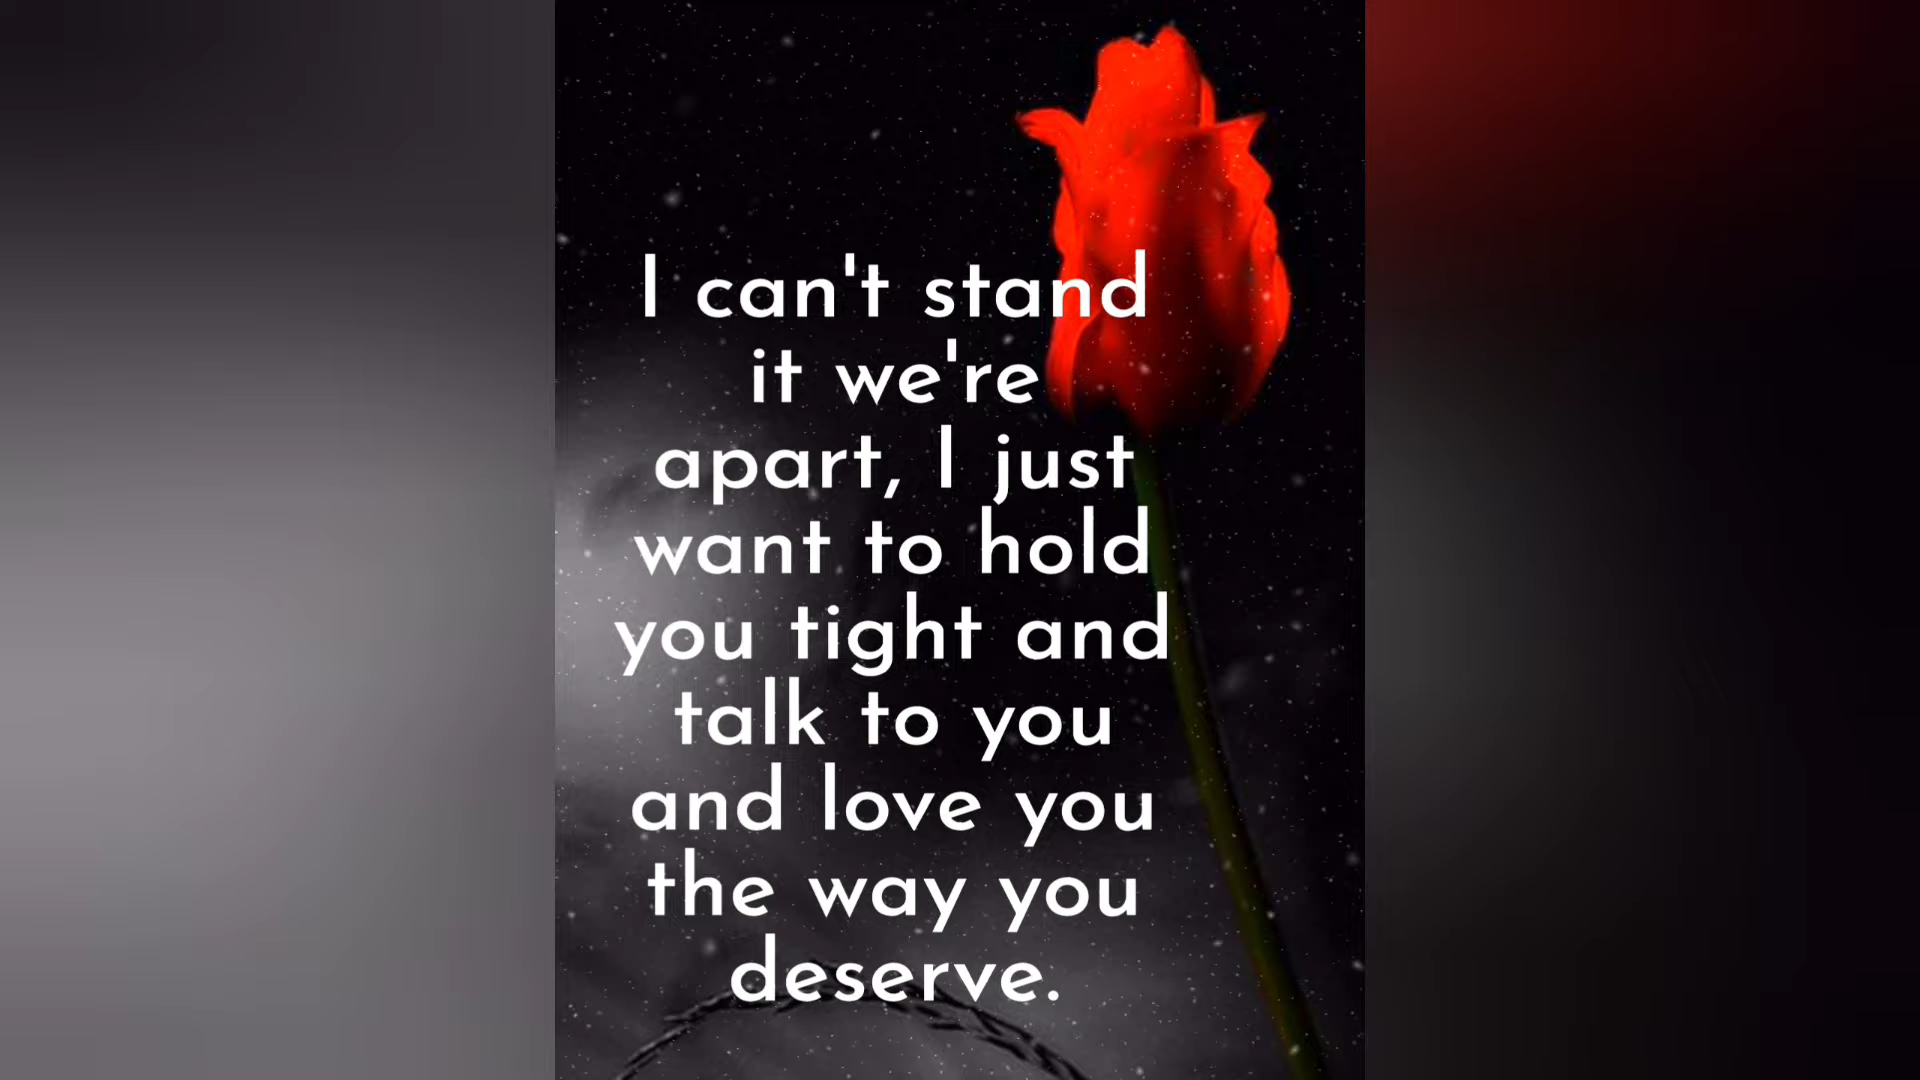 I can't stand
it we're
apart, I just
want to hold
you tight and
talk to you
and love you
the way you
deserve.